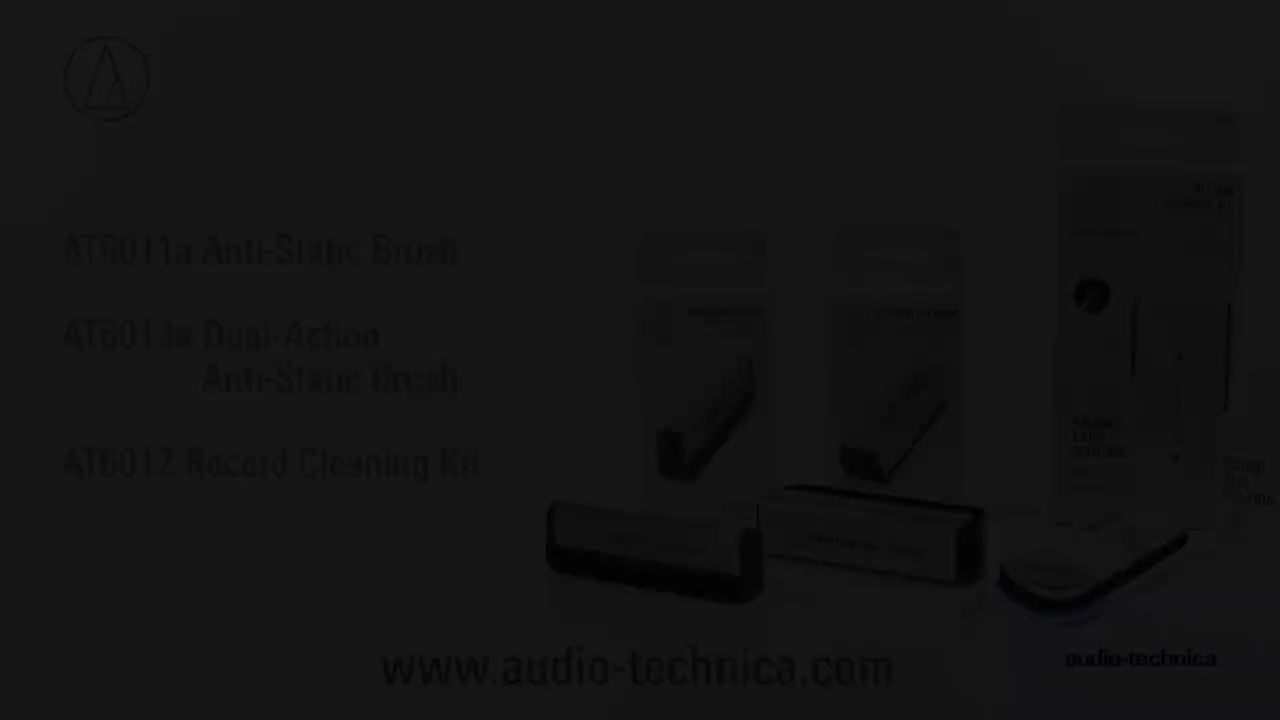 AT6011a Anti-Static Brush
AT6013a Dual-Action
Anti-Static Brush
AT6012 Record Cleaning Kit
www.audio-technica.com
audio-technica